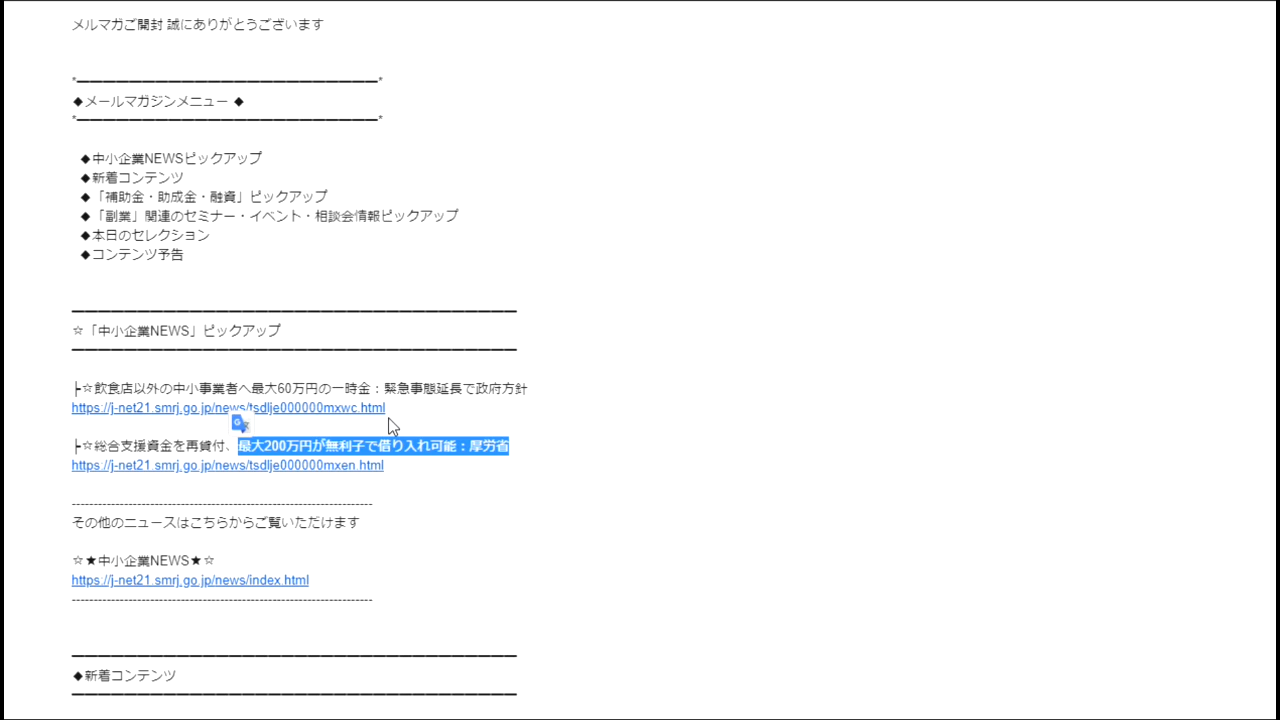 メルマガご開封 誠にありがとうございます
*━━━━━━━━━━━━━━━━━━━━━━━*
◆メールマガジンメニュー ◆
*━━━━━━━━━━━━━━━━━━━━━━━*
◆中小企業NEWSピックアップ
◆新着コンテンツ
◆「補助金・助成金・融資」ピックアップ
◆「副業」関連のセミナー・イベント・相談会情報ピックアップ
◆本日のセレクション
◆コンテンツ予告
━━━━━━━━━━━━━━━━━━━━━━━━━━━━━━━━━━
☆「中小企業NEWS」ピックアップ
━━━━━━━━━━━━━━━━━━━━━━━━━━━━━━━━━━
┣☆飲食店以外の中小事業者へ最大60万円の一時金：緊急事態延長で政府方針
https://j-net21.smrj.go.jp/news/tsdlje000000mxwc.html
┣☆総合支援資金を再貸付、最大200万円が無利子で借り入れ可能：厚労省
https://j-net21.smrj.go.jp/news/tsdlje000000mxen.html
---------------------------------------------------------------------
その他のニュースはこちらからご覧いただけます
☆★中小企業NEWS★☆
https://j-net21.smrj.go.jp/news/index.html
---------------------------------------------------------------------
━━━━━━━━━━━━━━━━━━━━━━━━━━━━━━━━━━
◆新着コンテンツ
━━━━━━━━━━━━━━━━━━━━━━━━━━━━━━━━━━